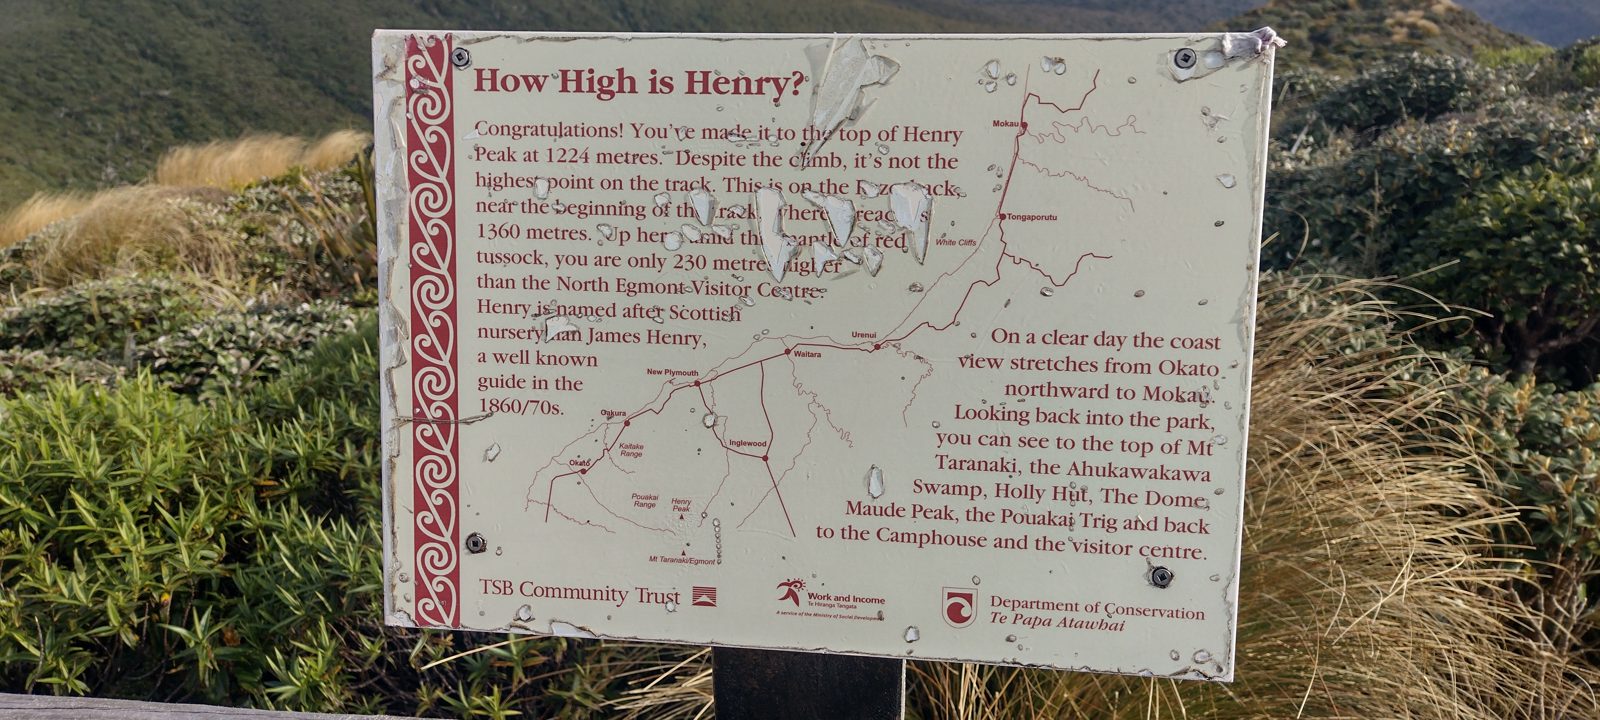 How High is Henry?
Congratulations! You've made it to the top of Henry
Peak at 1224 metres. Despite the climb, it's not the
highest point on the track. This is on the Razorback
near the beginning of the track, where reaches
1360 metres. Up here amid the mantle of red
tussock, you are only 230 metres higher
than the North Egmont Visitor Centre.
Henry is named after Scottish
nurseryman James Henry,
a well known
guide in the
1860/70s.
Mokau
Tongaporutu
White Cliffs
Urenui
Waitara
New Plymouth
Oakura
Kaitake
Range
Inglewood
Okato
Pouakai
Range
Henry
Peak
Mt Taranaki/Egmont
On a clear day the coast
view stretches from Okato
northward to Mokau.
Looking back into the park,
you can see to the top of Mt
Taranaki, the Ahukawakawa
Swamp, Holly Hut, The Dome,
Maude Peak, the Pouakai Trig and back
to the Camphouse and the visitor centre.
TSB Community Trust
Work and Income
Te Hiranga Tangata
A service of the Ministry of Social Development
Department of Conservation
Te Papa Atawhai